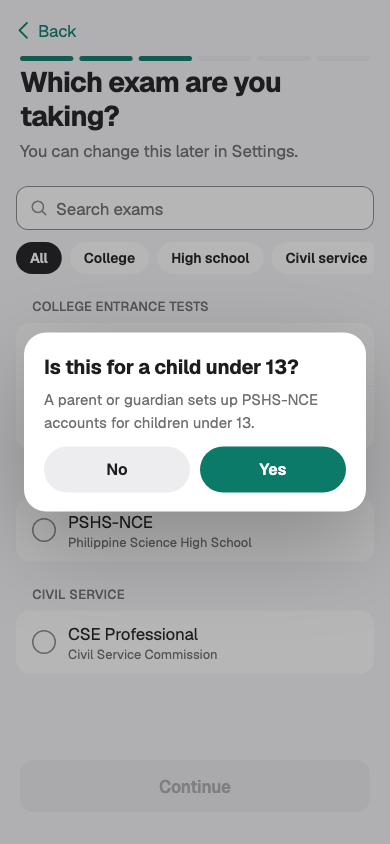 Back
Which exam are you
taking?
You can change this later in Settings.
Search exams
All
College
High school
Civil service
COLLEGE ENTRANCE TESTS
Is this for a child under 13?
A parent or guardian sets up PSHS-NCE
accounts for children under 13.
No
Yes
PSHS-NCE
Philippine Science High School
CIVIL SERVICE
CSE Professional
Civil Service Commission
Continue